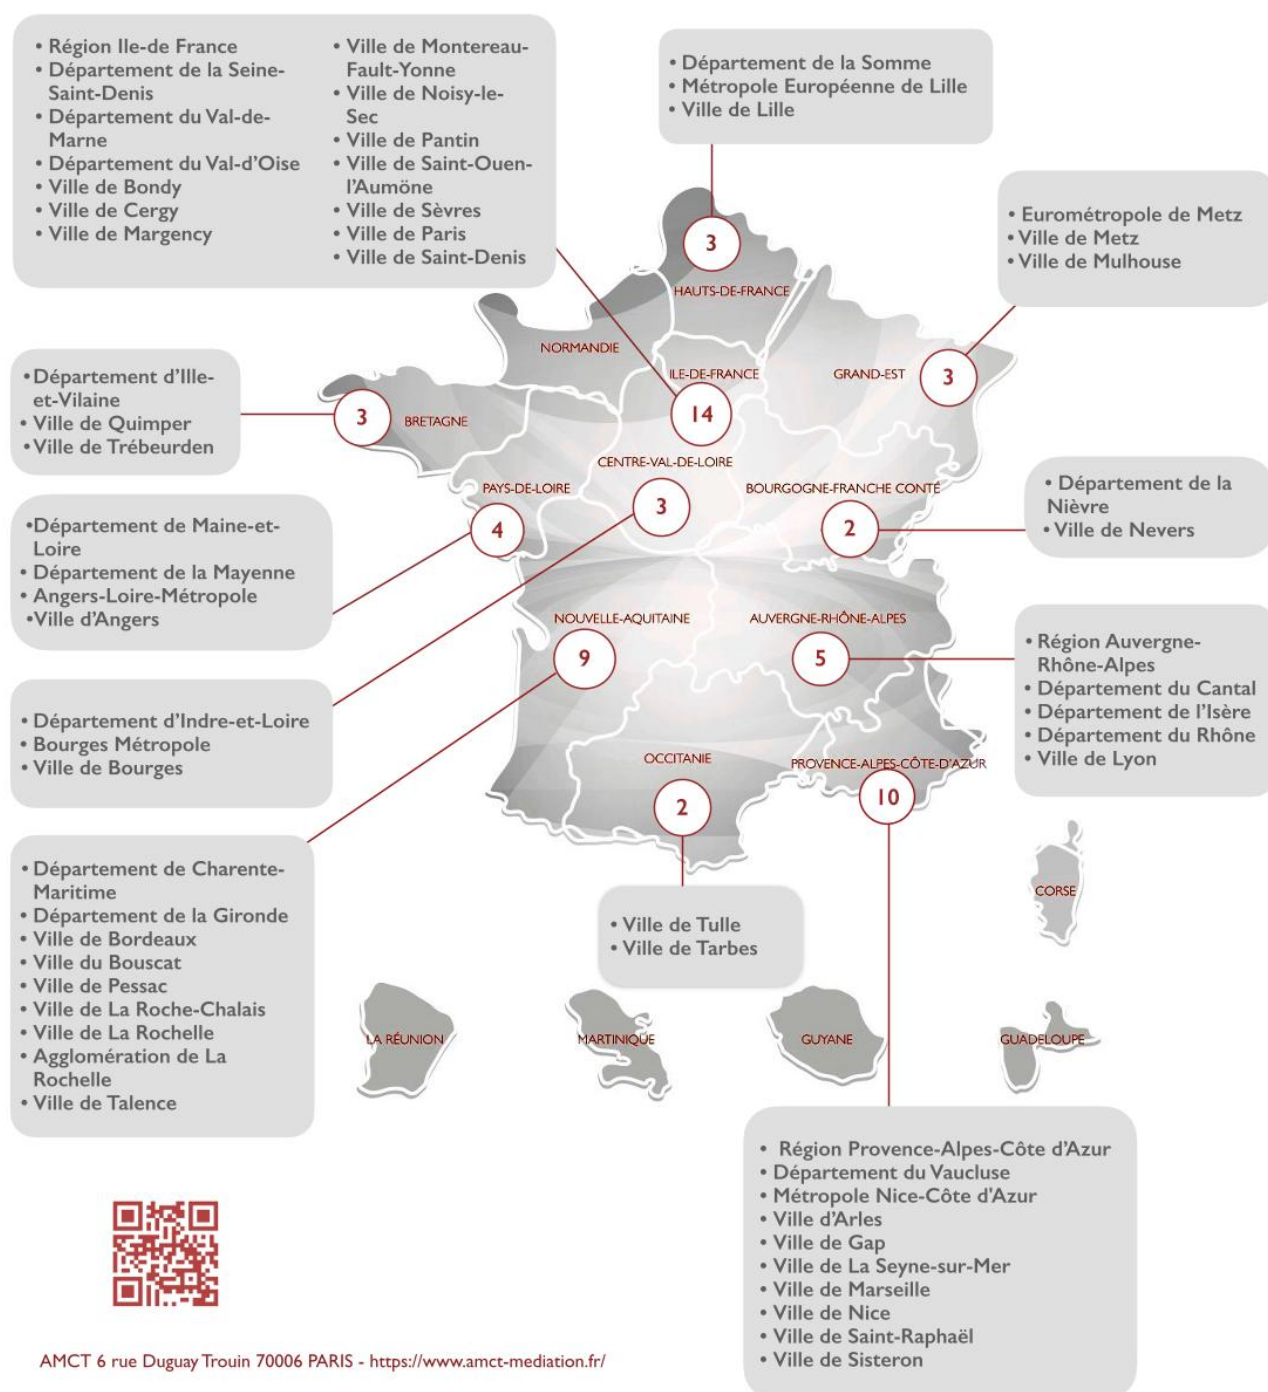 • Région Ile-de France
• Département de la Seine-
Saint-Denis
• Département du Val-de-
Marne
• Département du Val-d’Oise
• Ville de Bondy
• Ville de Cergy
• Ville de Margency
• Ville de Montereau-
Fault-Yonne
• Ville de Noisy-le-
Sec
• Ville de Pantin
• Ville de Saint-Ouen-
l’Aumöne
• Ville de Sèvres
• Ville de Paris
• Ville de Saint-Denis
• Département de la Somme
• Métropole Européenne de Lille
• Ville de Lille
• Eurométropole de Metz
• Ville de Metz
• Ville de Mulhouse
3
HAUTS-DE-FRANCE
NORMANDIE
ILE-DE-FRANCE
14
GRAND-EST
3
• Département d’Ille-
et-Vilaine
• Ville de Quimper
• Ville de Trébeurden
3
BRETAGNE
CENTRE-VAL-DE-LOIRE
3
PAYS-DE-LOIRE
4
BOURGOGNE-FRANCHE CONTÉ
2
• Département de la
Nièvre
• Ville de Nevers
•Département de Maine-et-
Loire
• Département de la Mayenne
• Angers-Loire-Métropole
•Ville d’Angers
NOUVELLE-AQUITAINE
9
AUVERGNE-RHÔNE-ALPES
5
• Région Auvergne-
Rhône-Alpes
• Département du Cantal
• Département de l’Isère
• Département du Rhône
• Ville de Lyon
• Département d’Indre-et-Loire
• Bourges Métropole
• Ville de Bourges
OCCITANIE
2
PROVENCE-ALPES-CÔTE-D'AZUR
10
• Département de Charente-
Maritime
• Département de la Gironde
• Ville de Bordeaux
• Ville du Bouscat
• Ville de Pessac
• Ville de La Roche-Chalais
• Ville de La Rochelle
• Agglomération de La
Rochelle
• Ville de Talence
• Ville de Tulle
• Ville de Tarbes
CORSE
LA RÉUNION
MARTINIQUE
GUYANE
GUADELOUPE
• Région Provence-Alpes-Côte d’Azur
• Département du Vaucluse
• Métropole Nice-Côte d'Azur
• Ville d’Arles
• Ville de Gap
• Ville de La Seyne-sur-Mer
• Ville de Marseille
• Ville de Nice
• Ville de Saint-Raphaël
• Ville de Sisteron
AMCT 6 rue Duguay Trouin 70006 PARIS - https://www.amct-mediation.fr/